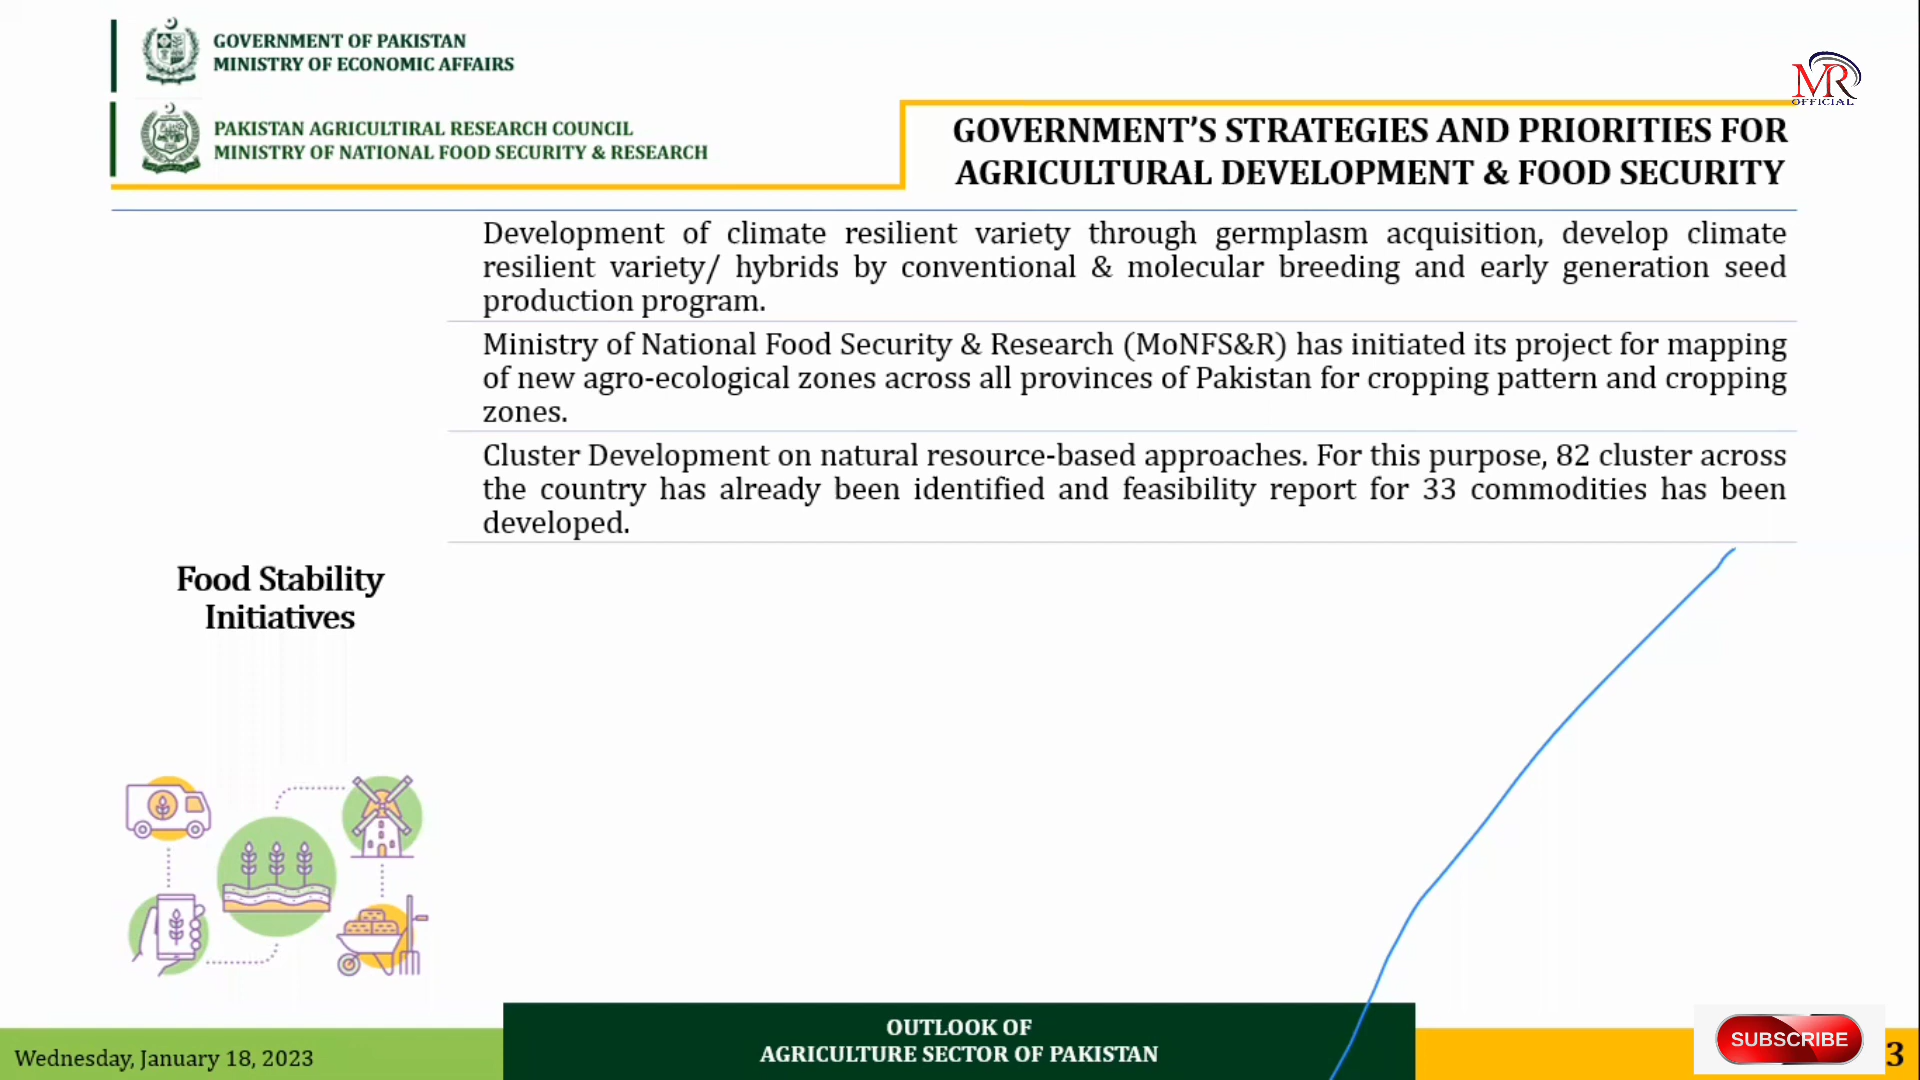 GOVERNMENT OF PAKISTAN
MINISTRY OF ECONOMIC AFFAIRS
PAKISTAN AGRICULTIRAL RESEARCH COUNCIL
MINISTRY OF NATIONAL FOOD SECURITY & RESEARCH
MR
OFFICIAL
GOVERNMENT’S STRATEGIES AND PRIORITIES FOR
AGRICULTURAL DEVELOPMENT & FOOD SECURITY
Development of climate resilient variety through germplasm acquisition, develop climate
resilient variety/ hybrids by conventional & molecular breeding and early generation seed
production program.
Ministry of National Food Security & Research (MoNFS&R) has initiated its project for mapping
of new agro-ecological zones across all provinces of Pakistan for cropping pattern and cropping
zones.
Cluster Development on natural resource-based approaches. For this purpose, 82 cluster across
the country has already been identified and feasibility report for 33 commodities has been
developed.
Food Stability
Initiatives
Wednesday, January 18, 2023
OUTLOOK OF
AGRICULTURE SECTOR OF PAKISTAN
SUBSCRIBE
3